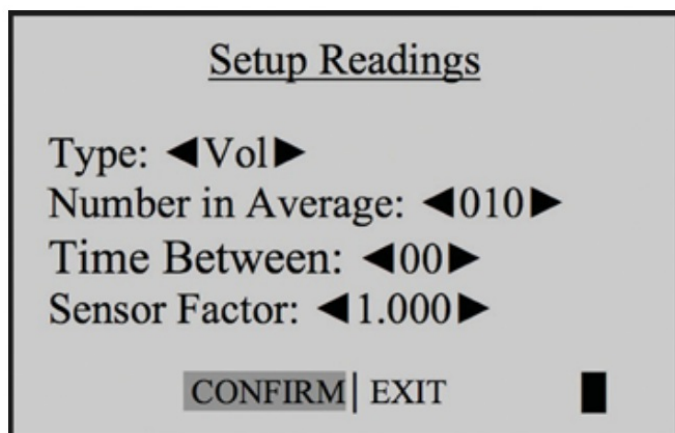 Setup Readings
Type: ◀Vol▶
Number in Average: ◀010▶
Time Between: ◀00▶
Sensor Factor: ◀1.000▶
CONFIRM| EXIT